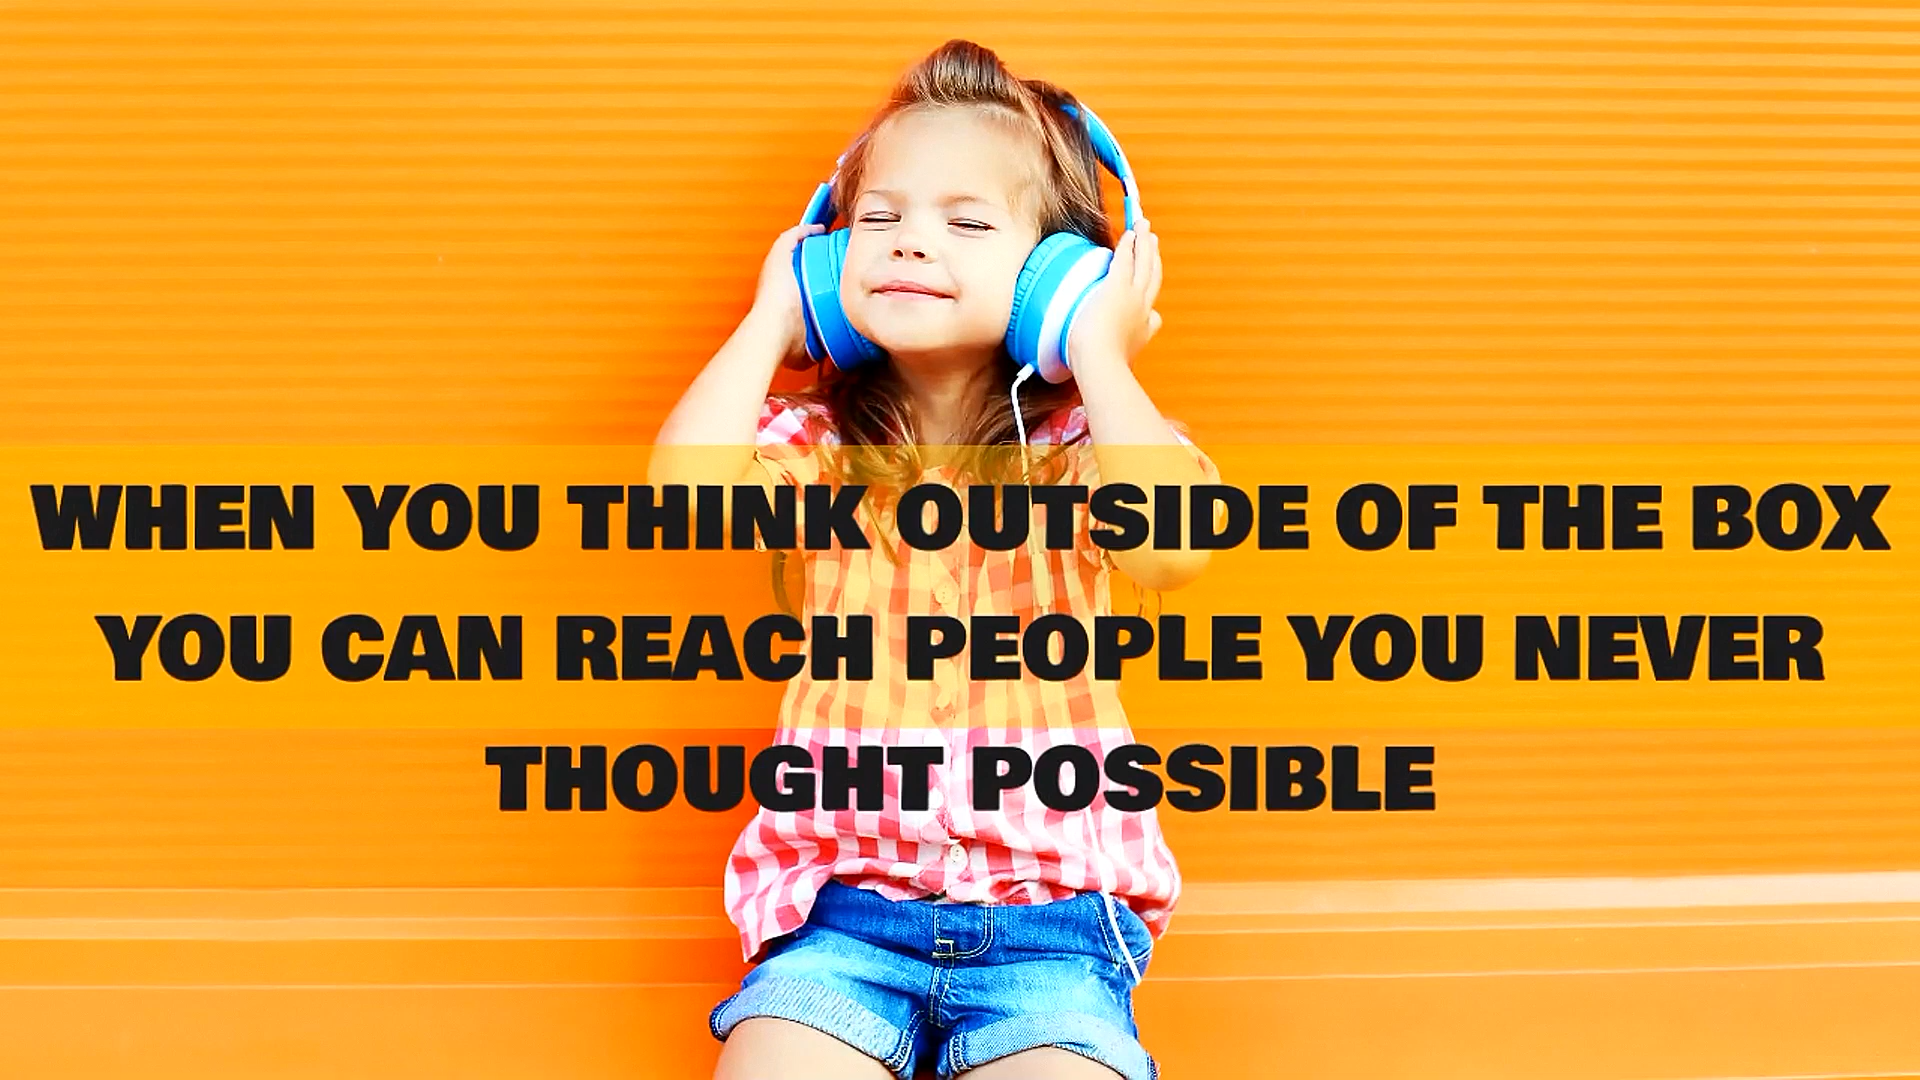 WHEN YOU THINK OUTSIDE OF THE BOX
YOU CAN REACH PEOPLE YOU NEVER
THOUGHT POSSIBLE